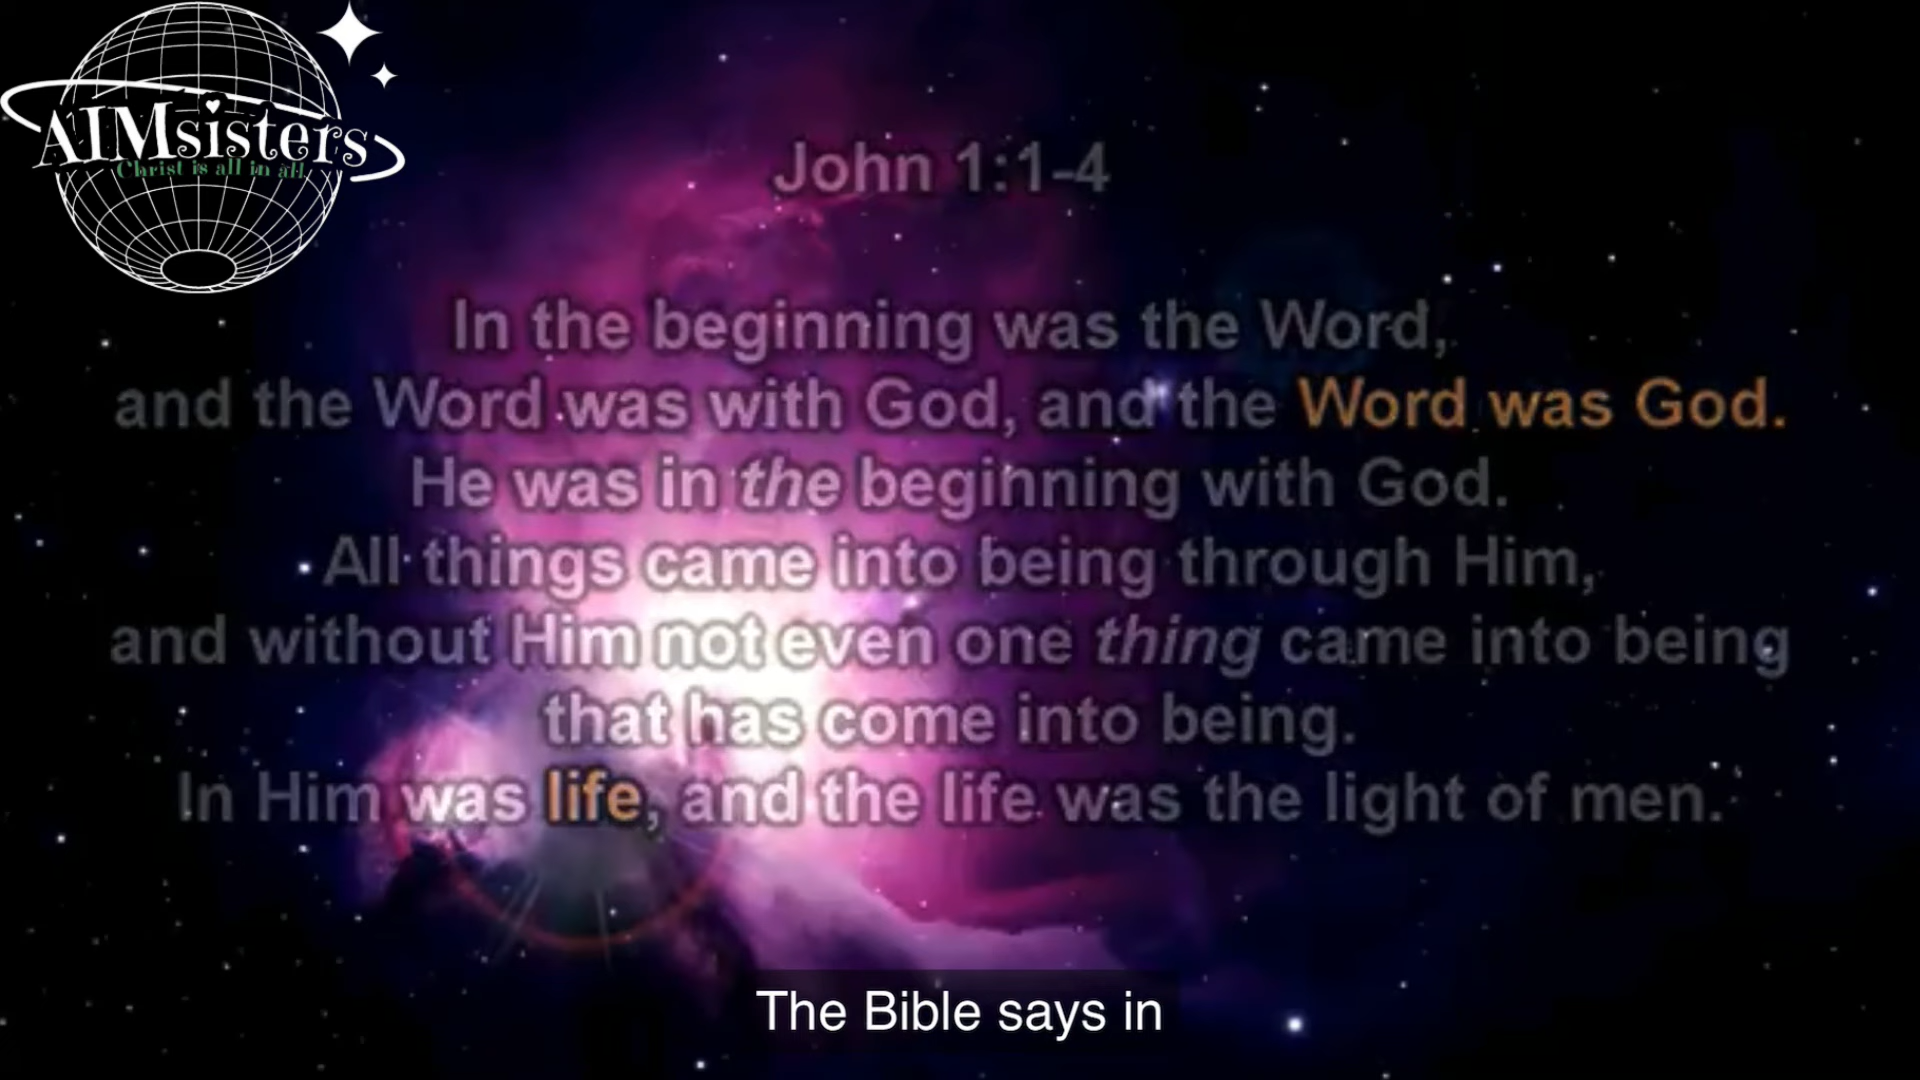 AIMsisters
Christ is all in all
John 1:1-4
In the beginning was the Word,
and the Word was with God, and the Word was God.
He was in the beginning with God.
All things came into being through Him,
and without Him not even one thing came into being
that has come into being.
In Him was life, and the life was the light of men.
The Bible says in